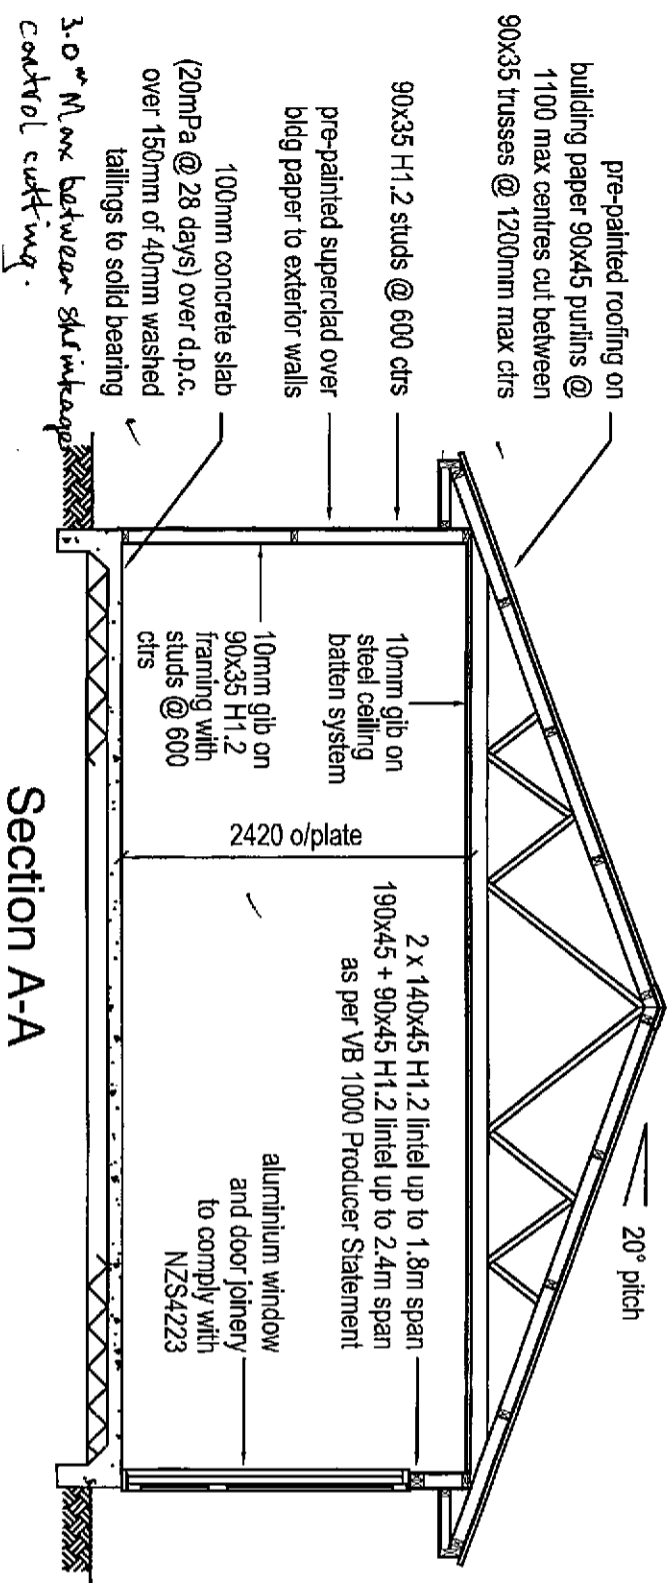 pre-painted roofing on
building paper 90x45 purlins @
1100 max centres cut between
90x35 trusses @ 1200mm max ctrs
90x35 H1.2 studs @ 600 ctrs
pre-painted superclad over
bldg paper to exterior walls
100mm concrete slab
(20mPa @ 28 days) over d.p.c.
over 150mm of 40mm washed
tailings to solid bearing
3.0m Max between shrinkage
control cutting.
20° pitch
10mm gib on
steel ceiling
batten system
10mm gib on
90x35 H1.2
framing with
studs @ 600
ctrs
2420 o/plate
2 x 140x45 H1.2 lintel up to 1.8m span
190x45 + 90x45 H1.2 lintel up to 2.4m span
as per VB 1000 Producer Statement
aluminium window
and door joinery
to comply with
NZS4223
Section A-A